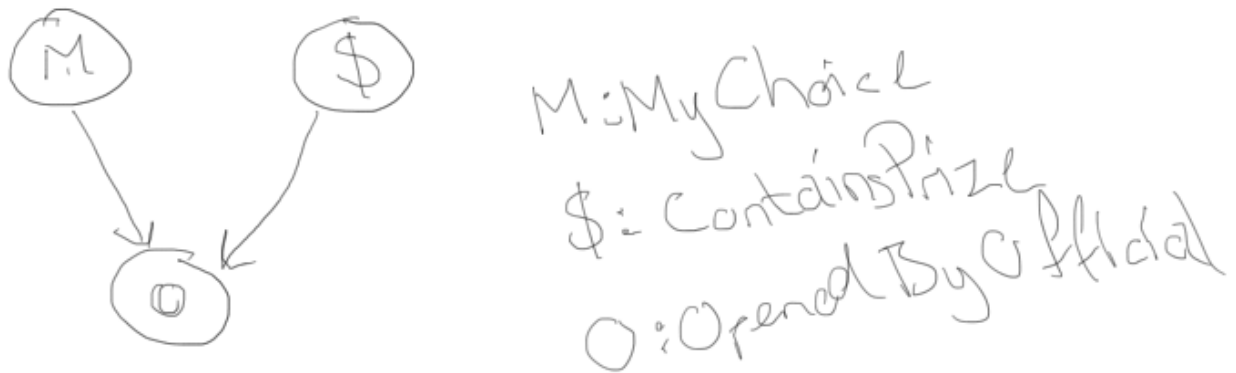 M
$
O
M: MyChoice
$: ContainsPrize
O: OpenedByOfficial